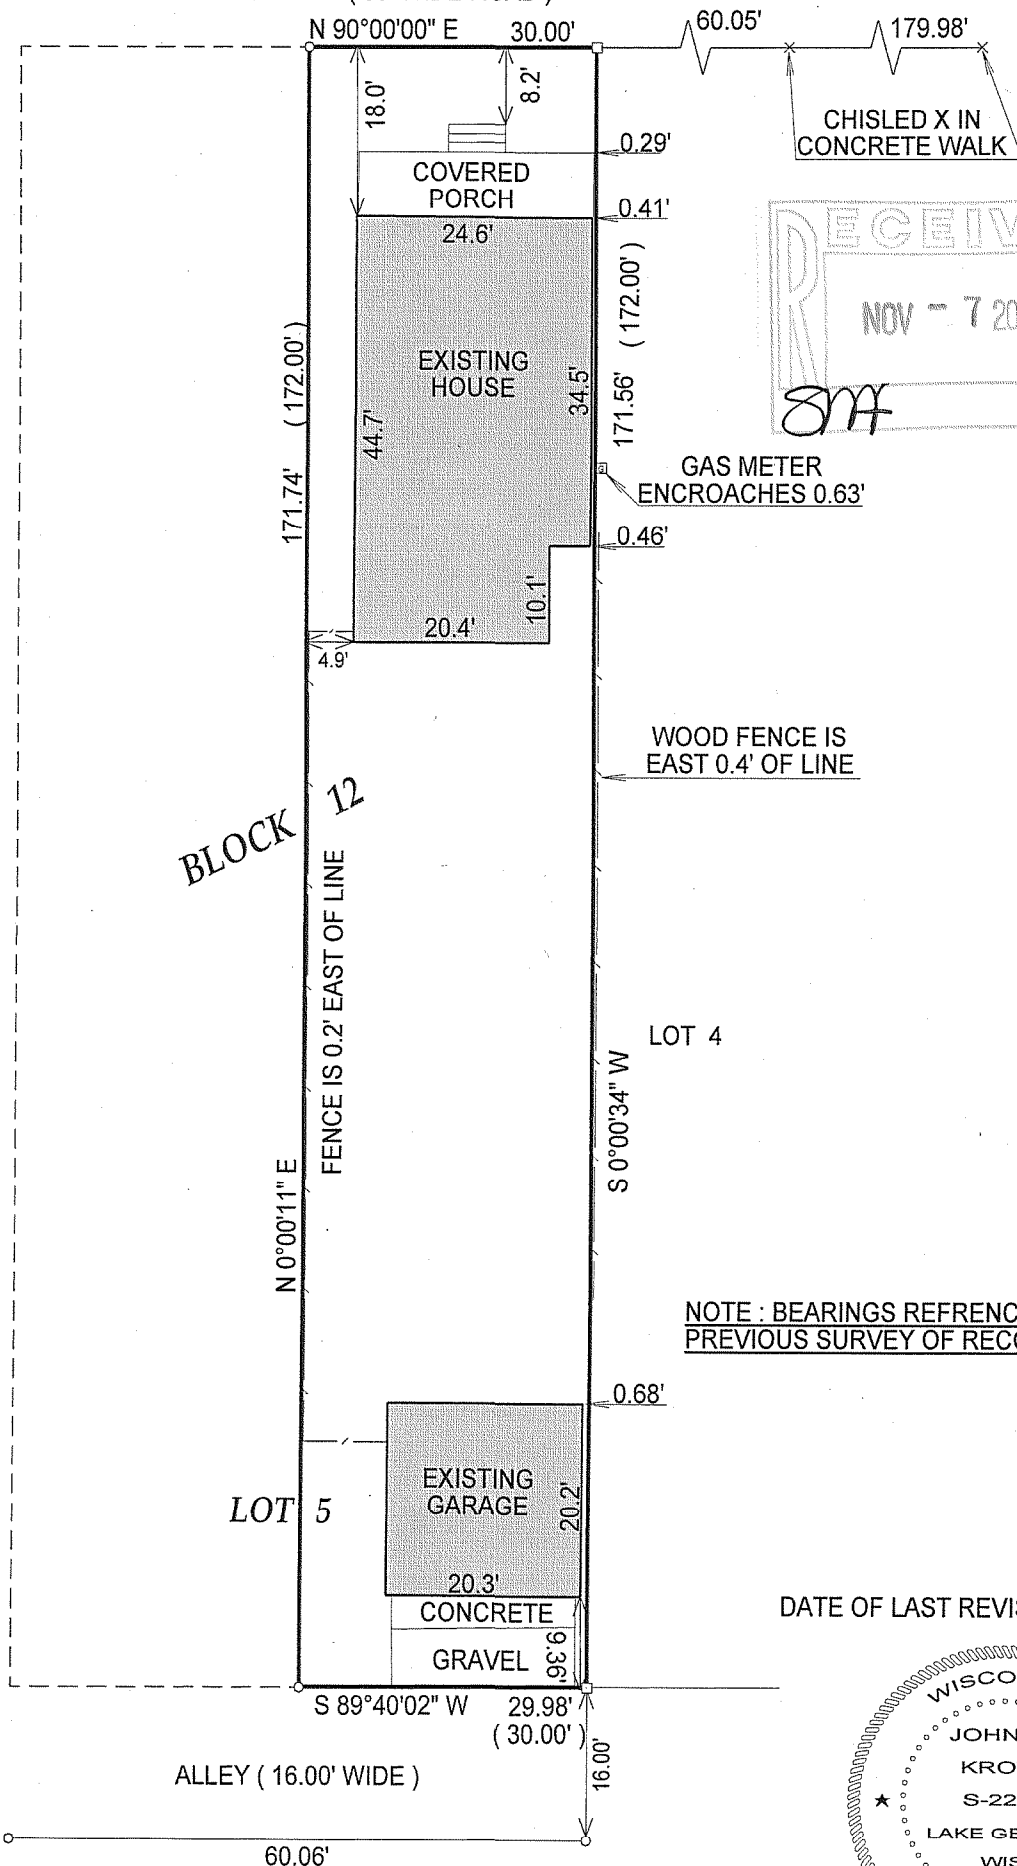 N 90°00'00" E 30.00' 60.05' 179.98'
18.0'
8.2'
CHISLED X IN
CONCRETE WALK
0.29'
COVERED
PORCH
0.41'
24.6'
RECEIV
NOV - 7 20
EXISTING
HOUSE
171.74' ( 172.00' )
44.7'
34.5'
171.56' ( 172.00' )
GAS METER
ENCROACHES 0.63'
G
0.46'
10.1'
20.4'
4.9'
WOOD FENCE IS
EAST 0.4' OF LINE
BLOCK 12
FENCE IS 0.2' EAST OF LINE
LOT 4
N 0°00'11" E
S 0°00'34" W
NOTE : BEARINGS REFRENC
PREVIOUS SURVEY OF RECO
0.68'
EXISTING
GARAGE
20.2'
LOT 5
20.3'
CONCRETE
GRAVEL
9.36'
DATE OF LAST REVIS
S 89°40'02" W 29.98'
( 30.00' )
16.00'
ALLEY ( 16.00' WIDE )
60.06'
WISCO
JOHN
KRO
S-22
LAKE GE
WIS